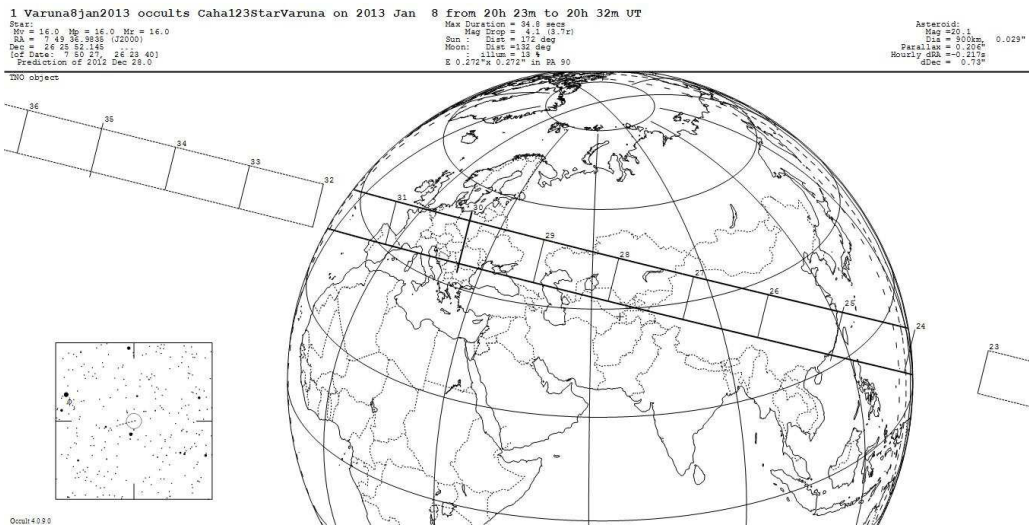 1 Varuna8jan2013 occults Caha123StarVaruna on 2013 Jan  8 from 20h 23m to 20h 32m UT
Star:
Mv = 16.0  Mp = 16.0  Mr = 16.0
RA =  7 49 36.9835 (J2000)
Dec =  26 25 52.145   ...
[of Date:  7 50 27,  26 23 40]
Prediction of 2012 Dec 28.0
Max Duration = 34.8 secs
Mag Drop =  4.1 (3.7r)
Sun :   Dist = 172 deg
Moon:   Dist = 132 deg
:  illum = 13 %
E 0.272"x 0.272" in PA 90
Asteroid:
Mag = 20.1
Dia = 900km,  0.029"
Parallax = 0.206"
Hourly dRA =-0.217s
dDec =  0.73"
TNO object
36
35
34
33
32
31
30
29
28
27
26
25
24
23
Occult 4.0.9.0